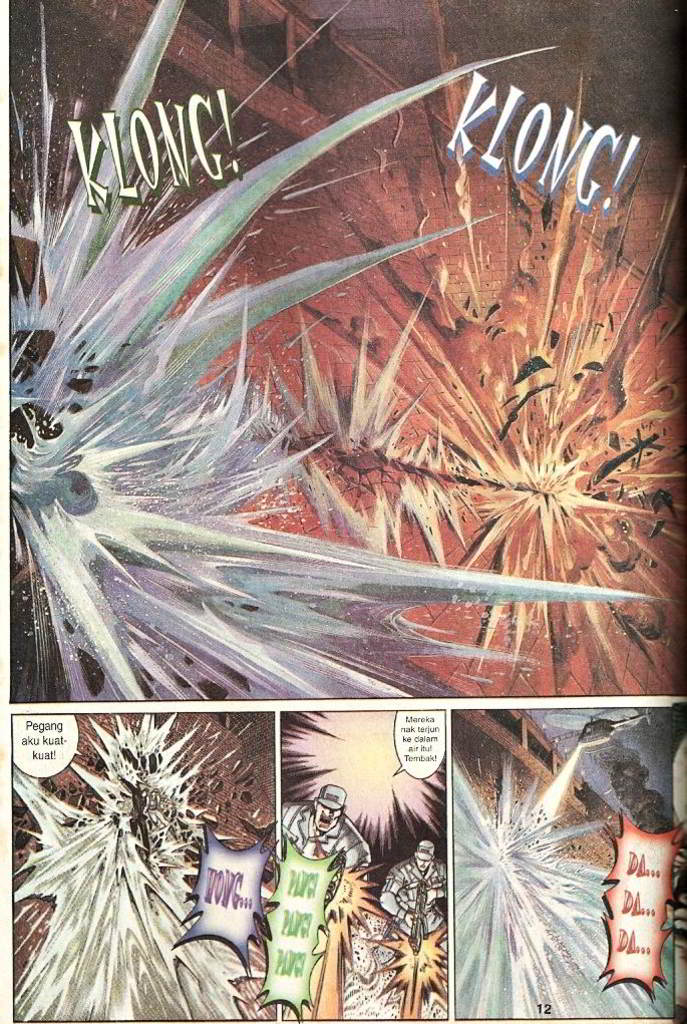 KLONG!
KLONG!
Pegang
aku kuat-
kuat!
NONG...
Mereka
nak terjun
ke dalam
air itu!
Tembak!
PANG!
PANG!
PANG!
DA...
DA...
DA...
12